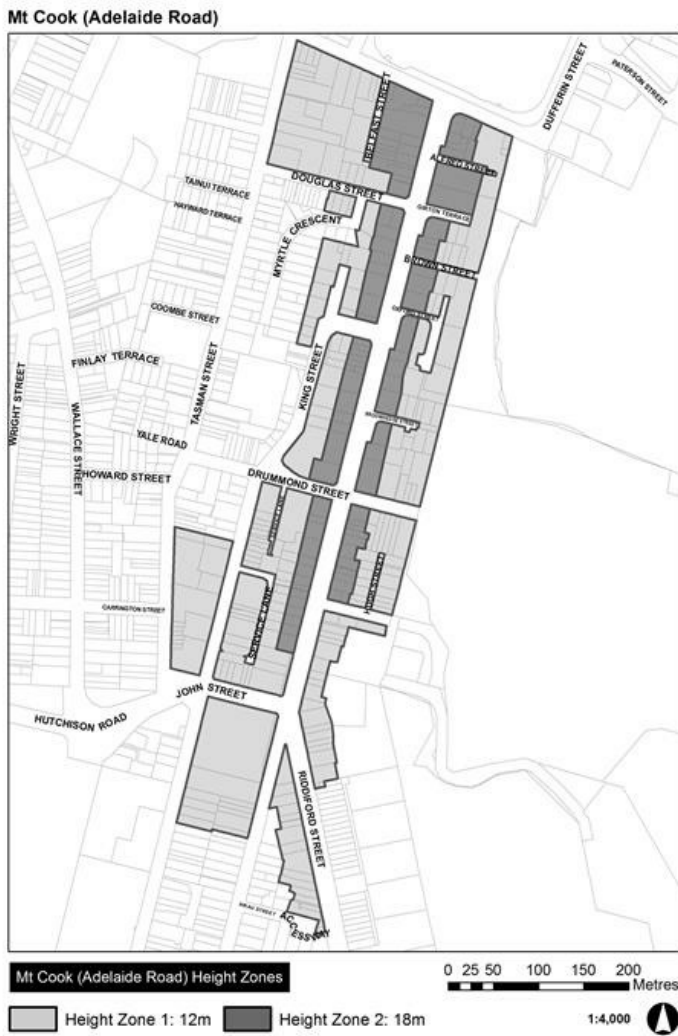 Mt Cook (Adelaide Road)
DUFFERIN STREET
PATERSON STREET
BELFAST STREET
ALFRED STREET
DOUGLAS STREET
TAINUI TERRACE
HAYWARD TERRACE
GIRTON TERRACE
MYRTLE CRESCENT
BROWN STREET
COOMBE STREET
FINLAY TERRACE
KING STREET
TASMAN STREET
WRIGHT STREET
WALLACE STREET
YALE ROAD
HOWARD STREET
DRUMMOND STREET
CARRINGTON STREET
SERVICE LANE
JOHN STREET
HUTCHISON ROAD
RIDDIFORD STREET
ACCESSWAY
Mt Cook (Adelaide Road) Height Zones
0 25 50 100 150 200
Metres
Height Zone 1: 12m
Height Zone 2: 18m
1:4,000